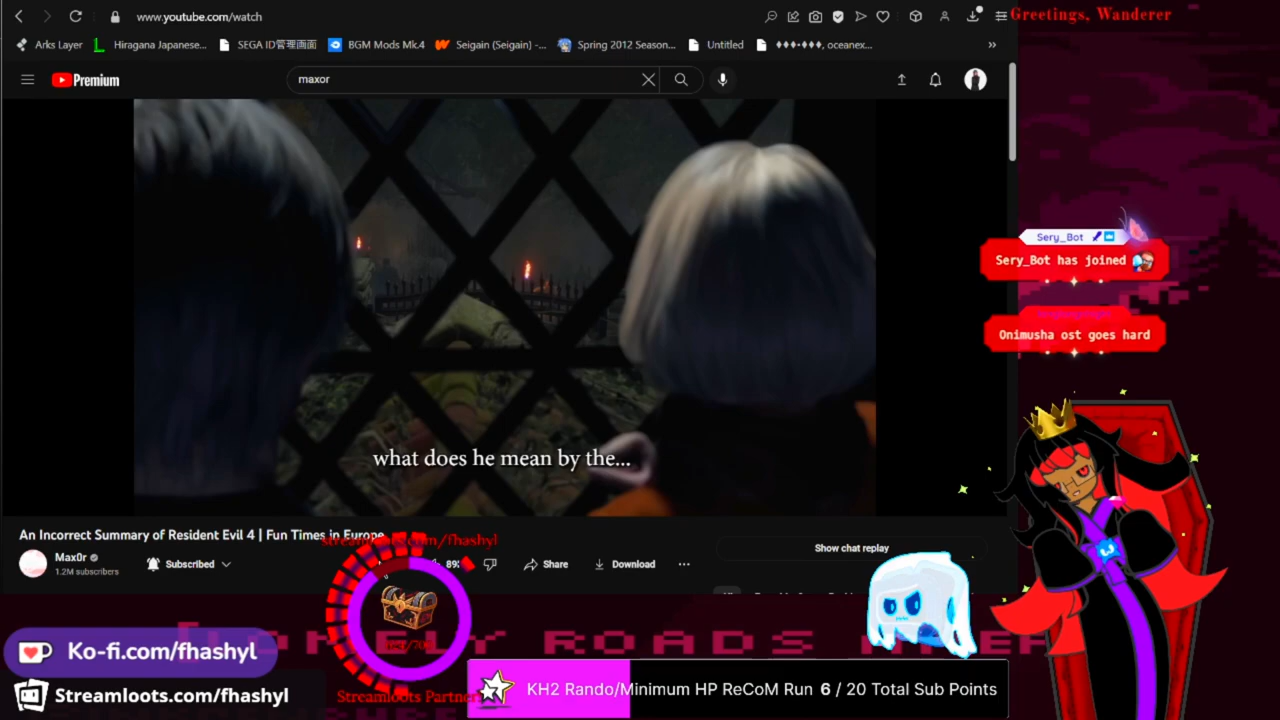 www.youtube.com/watch
Greetings, Wanderer
Arks Layer
Hiragana Japanese...
SEGA ID管理画面
BGM Mods Mk.4
Seigain (Seigain) -...
Spring 2012 Season...
Untitled
♦♦♦-♦♦♦, oceanex...
»
Premium
maxor
Sery_Bot
Sery_Bot has joined
Onimusha ost goes hard
what does he mean by the...
An Incorrect Summary of Resident Evil 4 | Fun Times in Europe
Max0r
1.2M subscribers
Subscribed
Share
Download
Show chat replay
LONELY ROADS
Ko-fi.com/fhashyl
Streamloots.com/fhashyl
Streamloots Partner
KH2 Rando/Minimum HP ReCoM Run 6 / 20 Total Sub Points